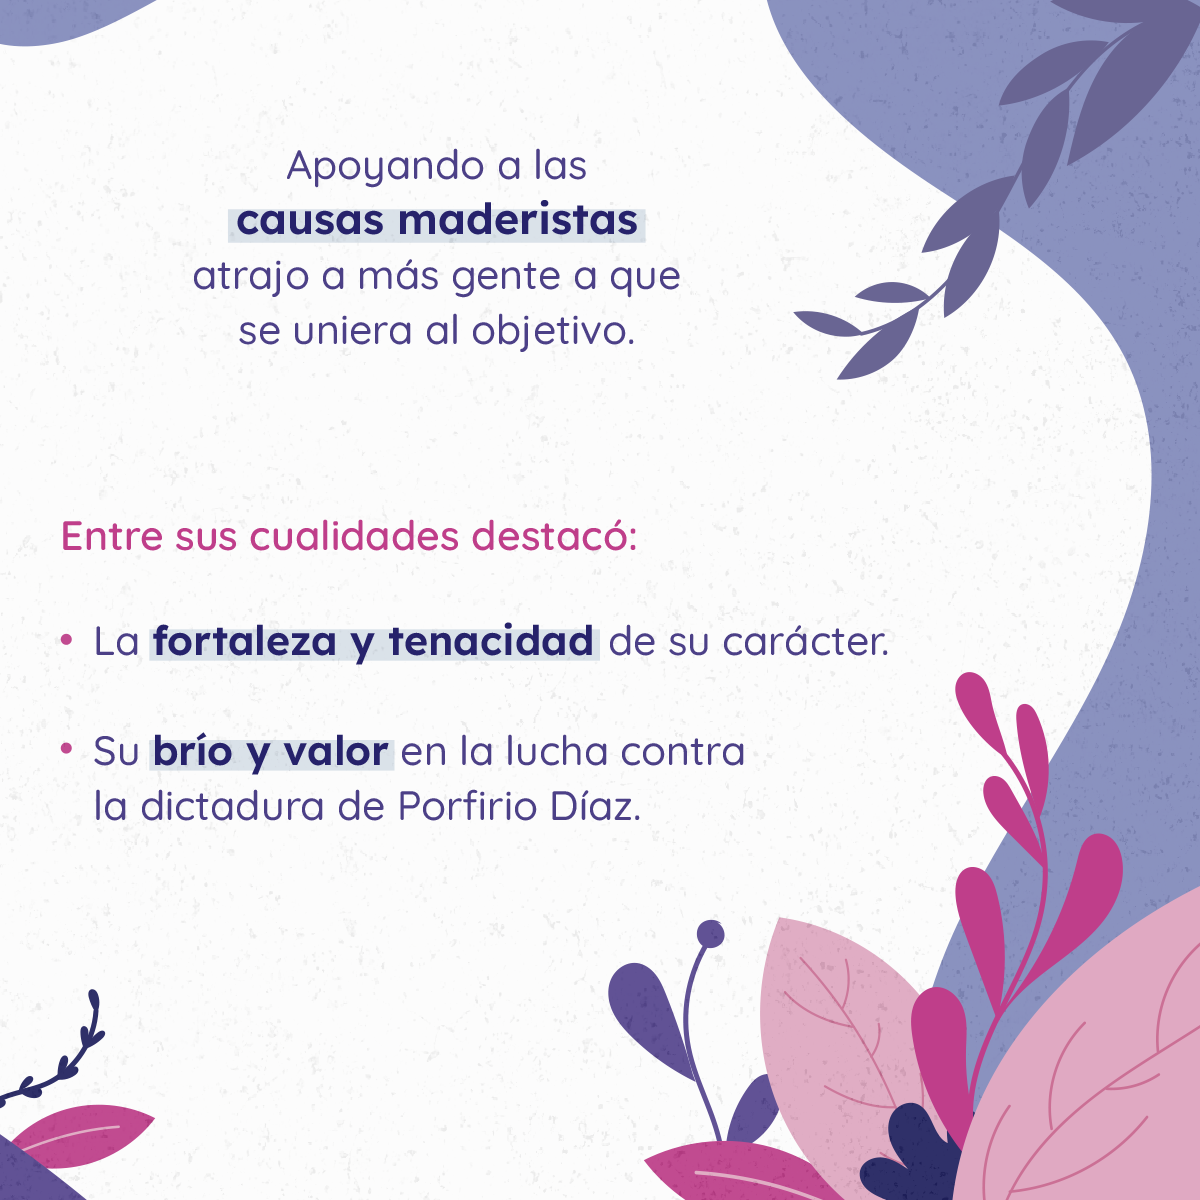 Apoyando a las
causas maderistas
atrajo a más gente a que
se uniera al objetivo.
Entre sus cualidades destacó:
• La fortaleza y tenacidad de su carácter.
• Su brío y valor en la lucha contra
la dictadura de Porfirio Díaz.